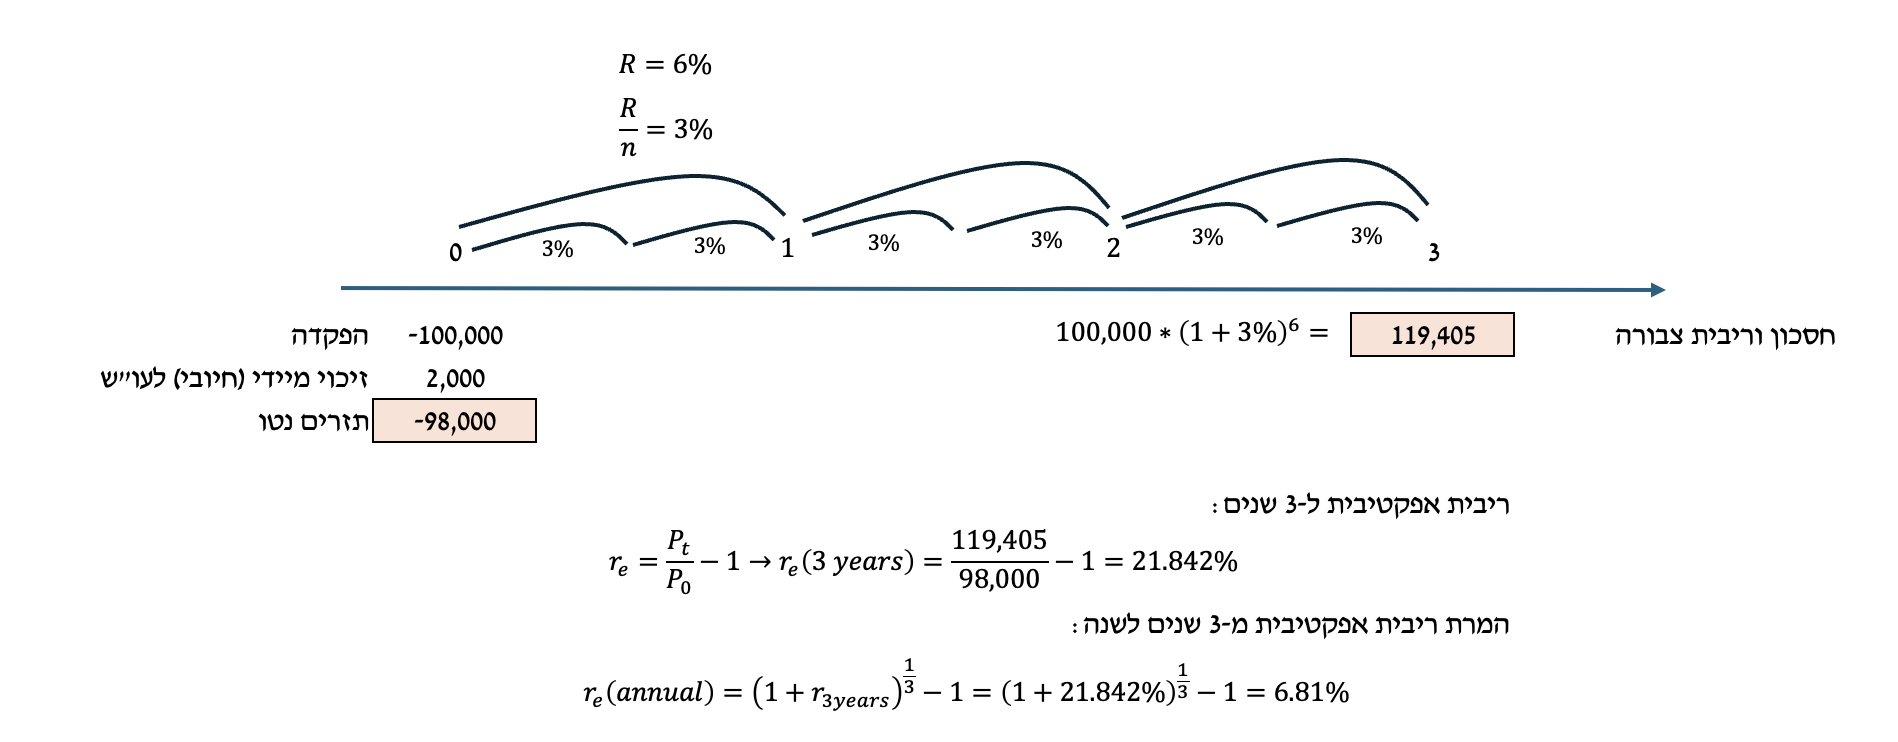 R = 6%
R/n = 3%
0 3% 3% 1 3% 3% 2 3% 3% 3
הפקדה -100,000
100,000 ∗ (1 + 3%)^6 = 119,405 חסכון וריבית צבורה
זיכוי מיידי (חיובי) לעו״ש 2,000
תזרים נטו -98,000
ריבית אפקטיבית ל-3 שנים:
r_e = P_t/P_0 − 1 → r_e(3 years) = 119,405/98,000 − 1 = 21.842%
המרת ריבית אפקטיבית מ-3 שנים לשנה:
r_e(annual) = (1 + r_3years)^(1/3) − 1 = (1 + 21.842%)^(1/3) − 1 = 6.81%